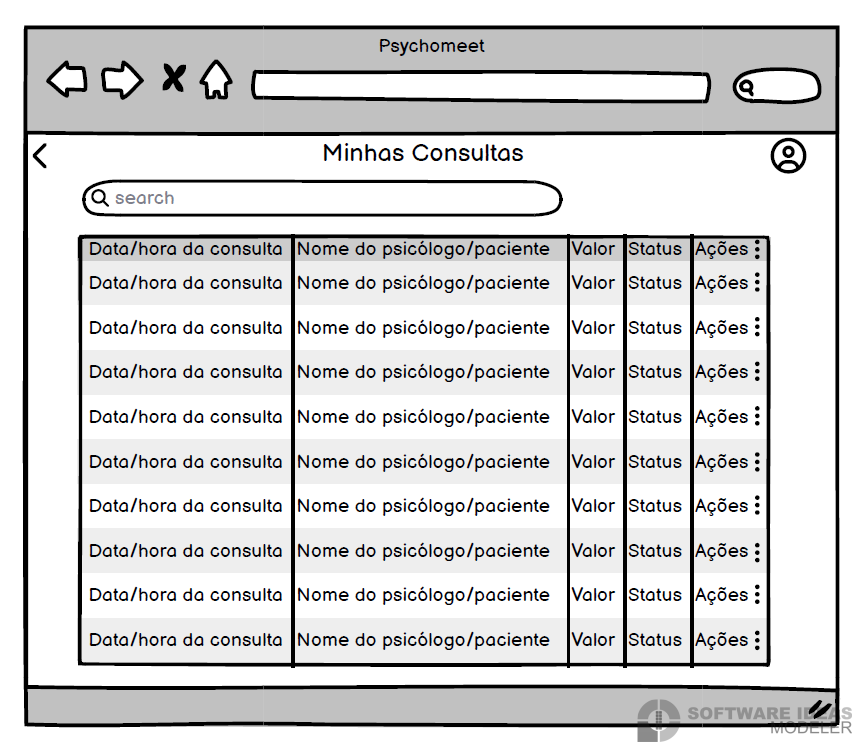 Psychomeet
Minhas Consultas
search
Data/hora da consulta Nome do psicólogo/paciente Valor Status Ações
Data/hora da consulta Nome do psicólogo/paciente Valor Status Ações
Data/hora da consulta Nome do psicólogo/paciente Valor Status Ações
Data/hora da consulta Nome do psicólogo/paciente Valor Status Ações
Data/hora da consulta Nome do psicólogo/paciente Valor Status Ações
Data/hora da consulta Nome do psicólogo/paciente Valor Status Ações
Data/hora da consulta Nome do psicólogo/paciente Valor Status Ações
Data/hora da consulta Nome do psicólogo/paciente Valor Status Ações
Data/hora da consulta Nome do psicólogo/paciente Valor Status Ações
Data/hora da consulta Nome do psicólogo/paciente Valor Status Ações
SOFTWARE IDEAS
MODELER